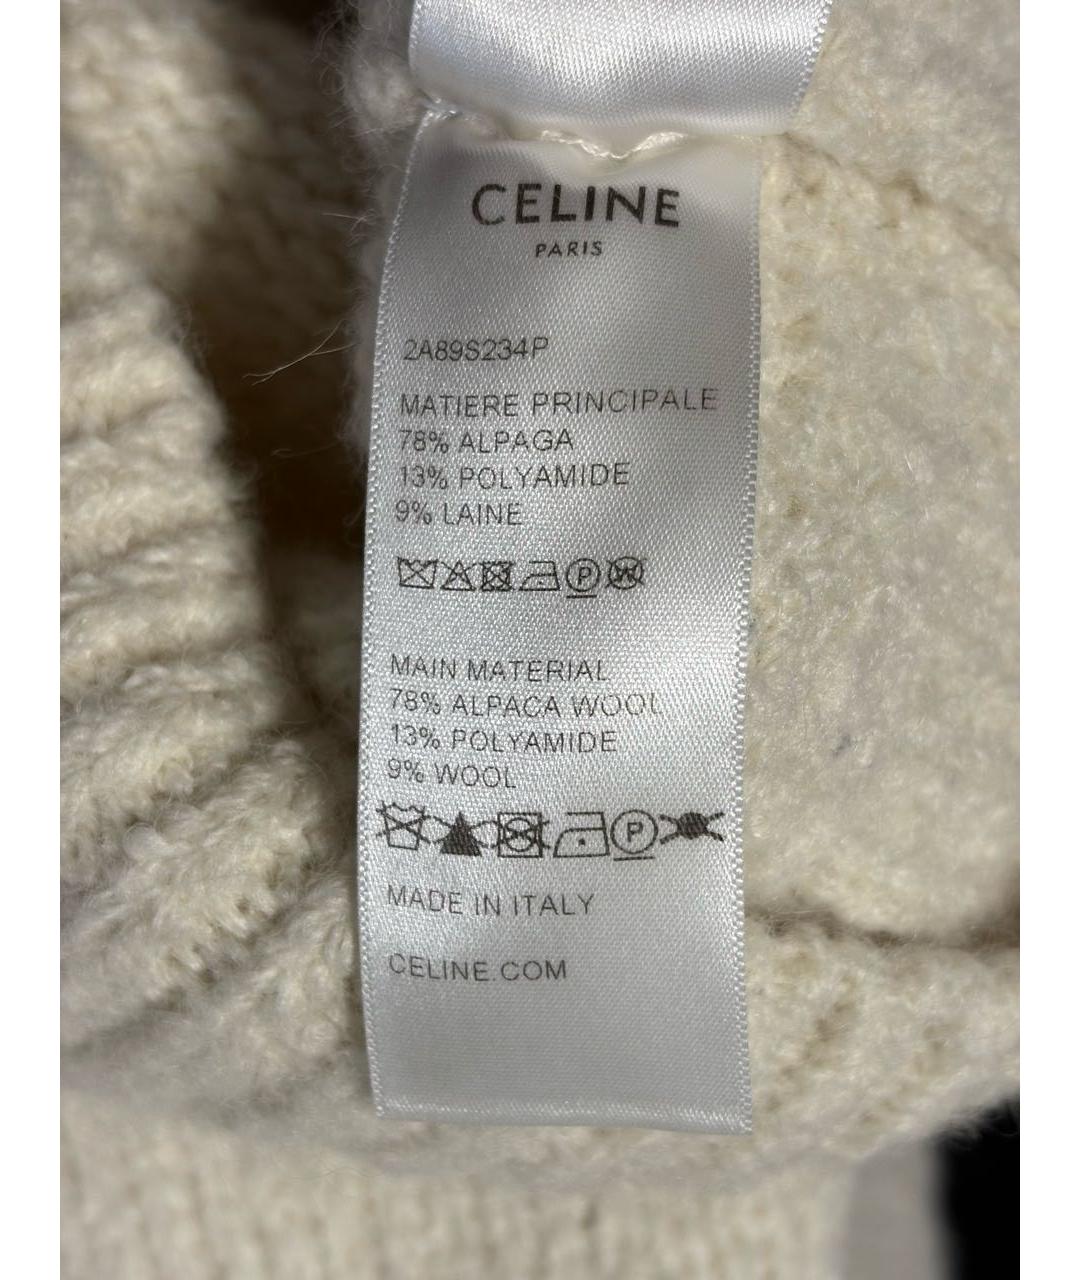 CELINE
PARIS
2A89S234P
MATIERE PRINCIPALE
78% ALPAGA
13% POLYAMIDE
9% LAINE
P W
MAIN MATERIAL
78% ALPACA WOOL
13% POLYAMIDE
9% WOOL
P
MADE IN ITALY
CELINE.COM